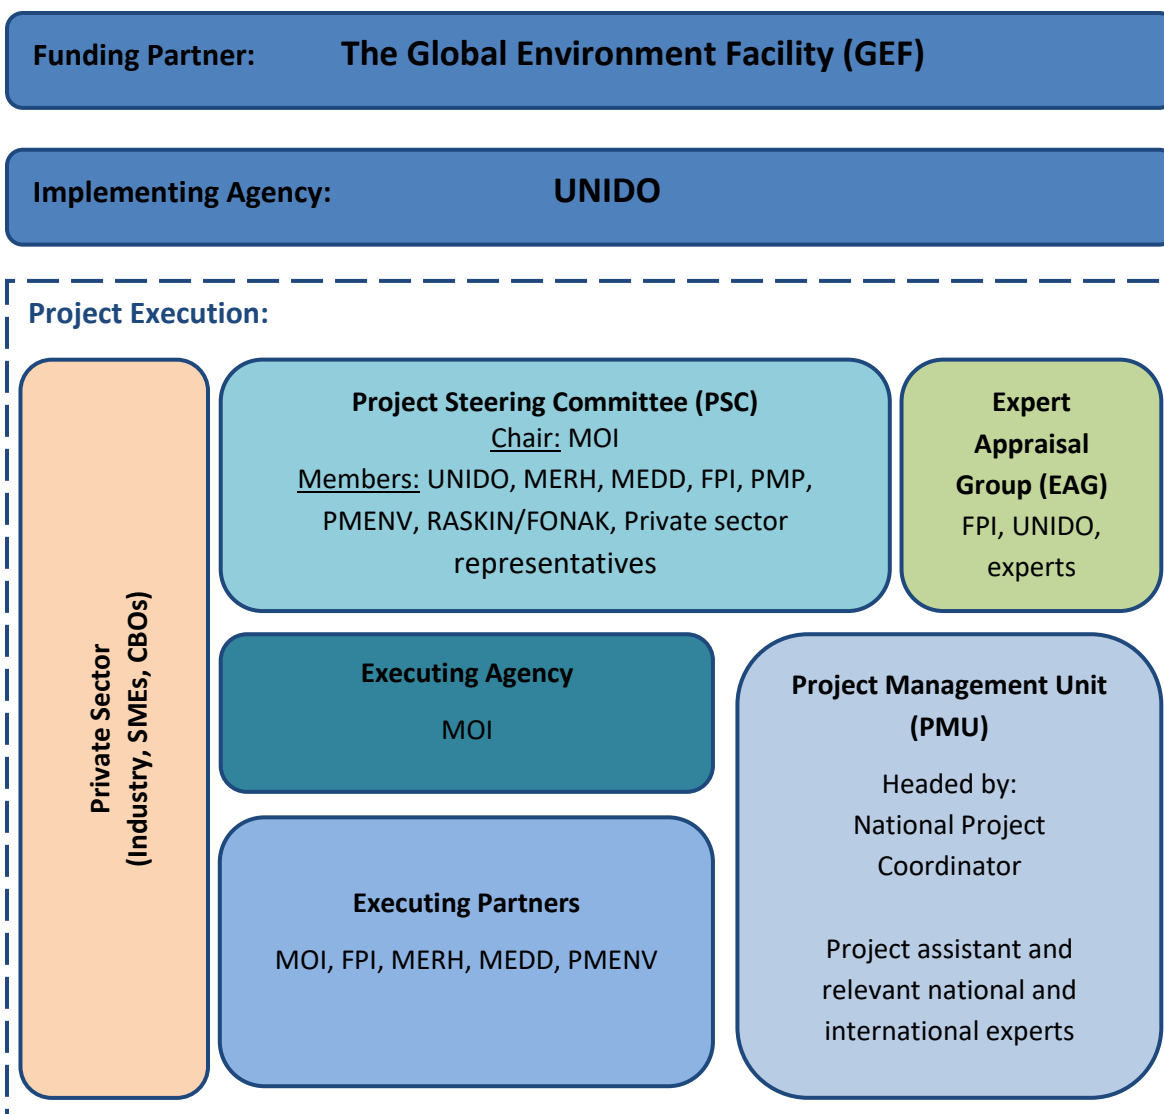 Funding Partner: The Global Environment Facility (GEF)
Implementing Agency: UNIDO
Project Execution:
Private Sector
(Industry, SMEs, CBOs)
Project Steering Committee (PSC)
Chair: MOI
Members: UNIDO, MERH, MEDD, FPI, PMP,
PMENV, RASKIN/FONAK, Private sector
representatives
Expert
Appraisal
Group (EAG)
FPI, UNIDO,
experts
Executing Agency
MOI
Project Management Unit
(PMU)
Headed by:
National Project
Coordinator
Project assistant and
relevant national and
international experts
Executing Partners
MOI, FPI, MERH, MEDD, PMENV